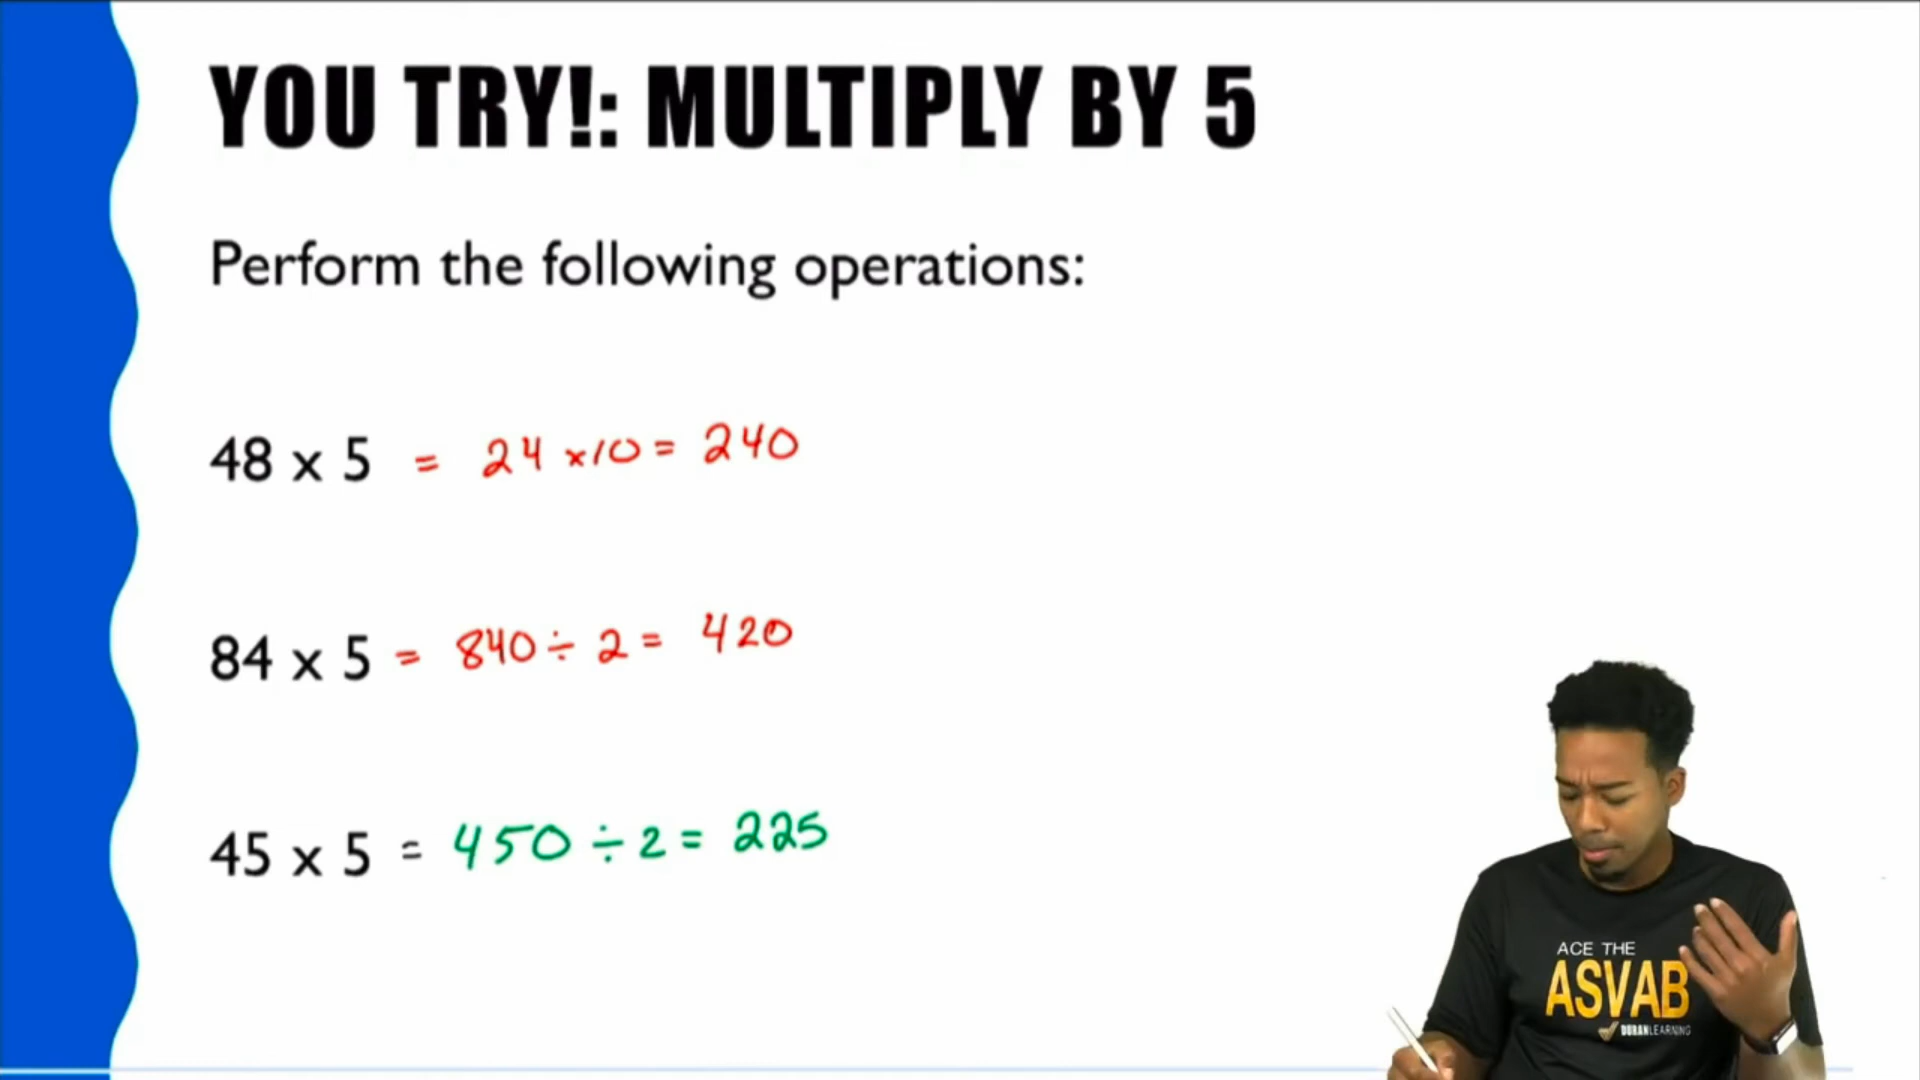 YOU TRY!: MULTIPLY BY 5
Perform the following operations:
48 x 5 = 24 x 10 = 240
84 x 5 = 840 ÷ 2 = 420
45 x 5 = 450 ÷ 2 = 225
ACE THE
ASVAB
DURANLEARNING